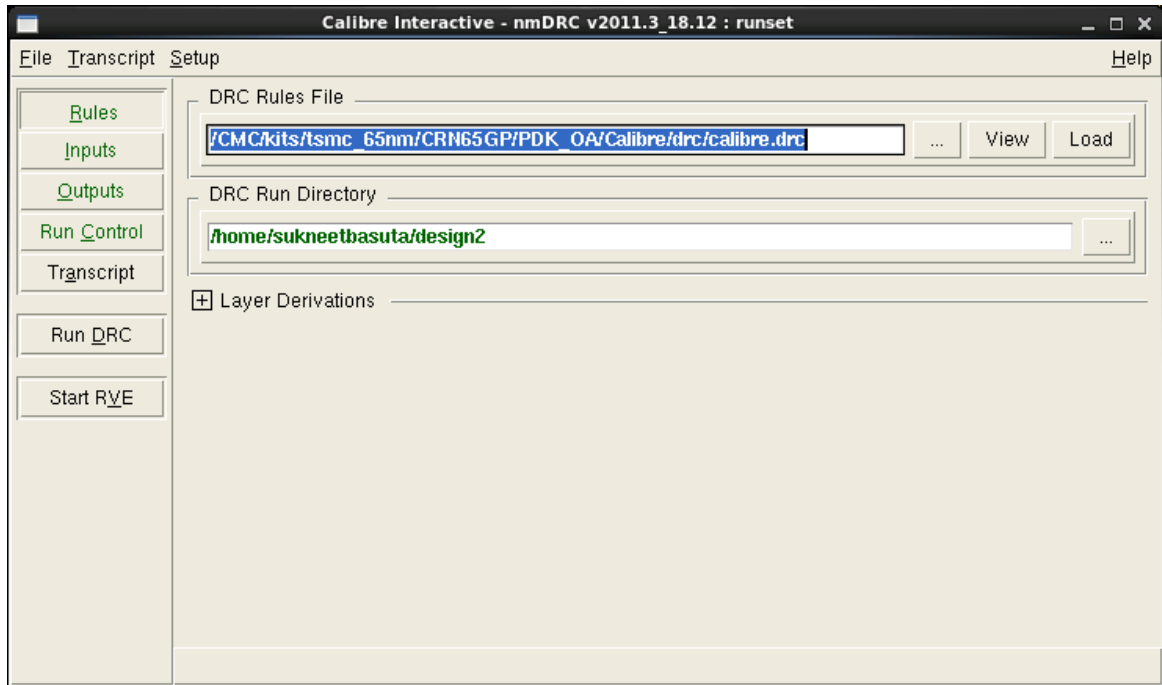 Calibre Interactive - nmDRC v2011.3_18.12 : runset
File Transcript Setup Help
Rules
Inputs
Outputs
Run Control
Transcript
Run DRC
Start RVE
DRC Rules File
/CMC/kits/tsmc_65nm/CRN65GP/PDK_OA/Calibre/drc/calibre.drc ... View Load
DRC Run Directory
/home/sukneetbasuta/design2 ...
+ Layer Derivations